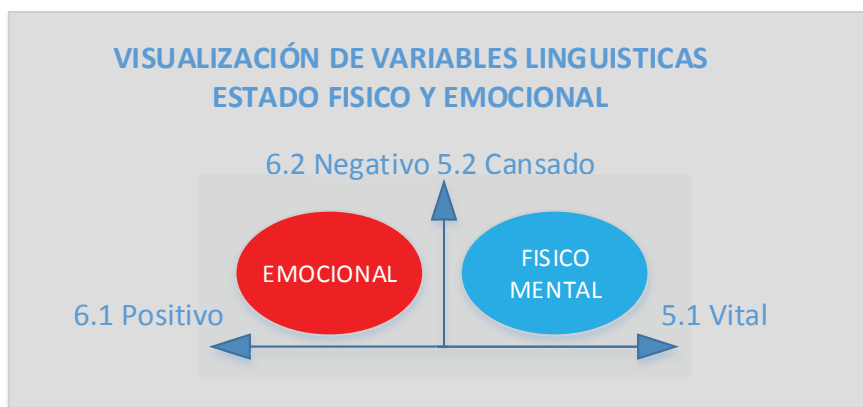 VISUALIZACIÓN DE VARIABLES LINGUISTICAS
ESTADO FISICO Y EMOCIONAL
6.2 Negativo 5.2 Cansado
EMOCIONAL
FISICO
MENTAL
6.1 Positivo
5.1 Vital